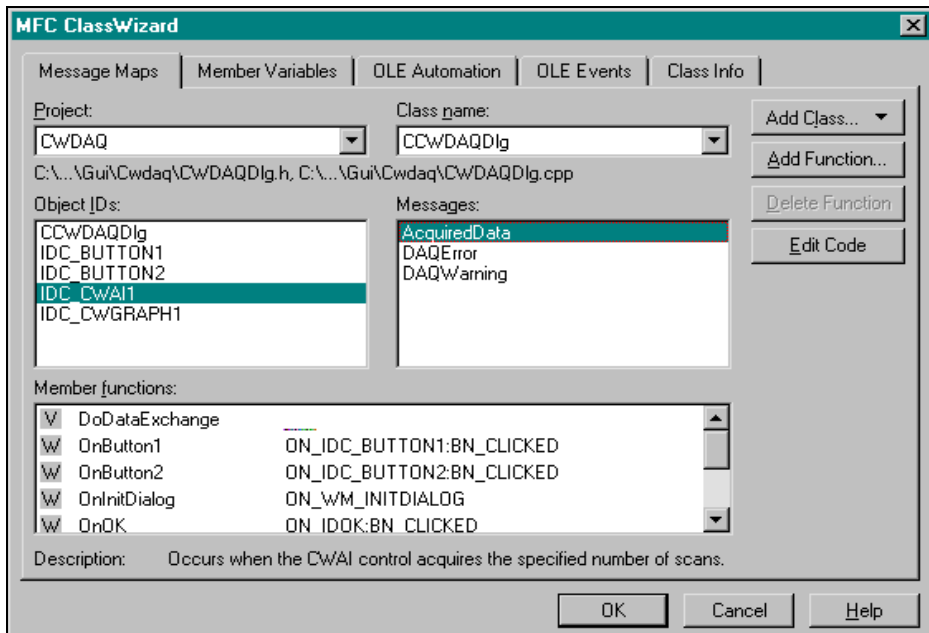 MFC ClassWizard
Message Maps Member Variables OLE Automation OLE Events Class Info
Project: Class name:
CWDAQ CCWDAQDlg
Add Class...
C:\...\Gui\Cwdaq\CWDAQDlg.h, C:\...\Gui\Cwdaq\CWDAQDlg.cpp
Add Function...
Object IDs: Messages:
Delete Function
CCWDAQDlg AcquiredData
IDC_BUTTON1 DAQError
Edit Code
IDC_BUTTON2 DAQWarning
IDC_CWAI1
IDC_CWGRAPH1
Member functions:
V DoDataExchange
W OnButton1 ON_IDC_BUTTON1:BN_CLICKED
W OnButton2 ON_IDC_BUTTON2:BN_CLICKED
W OnInitDialog ON_WM_INITDIALOG
W OnOK ON_IDOK:BN_CLICKED
Description: Occurs when the CWAI control acquires the specified number of scans.
OK Cancel Help